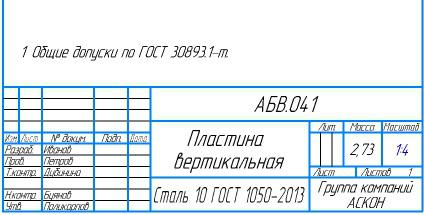 1 Общие допуски по ГОСТ 30893.1-m.
АБВ.041
Изм. Лист № докум. Подп. Дата
Разраб. Иванов
Пров. Петров
Т.контр. Дубинина
Н.контр. Буянов
Утв. Поликарпов
Пластина
вертикальная
Лит. Масса Масштаб
2,73 1:4
Лист Листов 1
Сталь 10 ГОСТ 1050-2013
Группа компаний
АСКОН